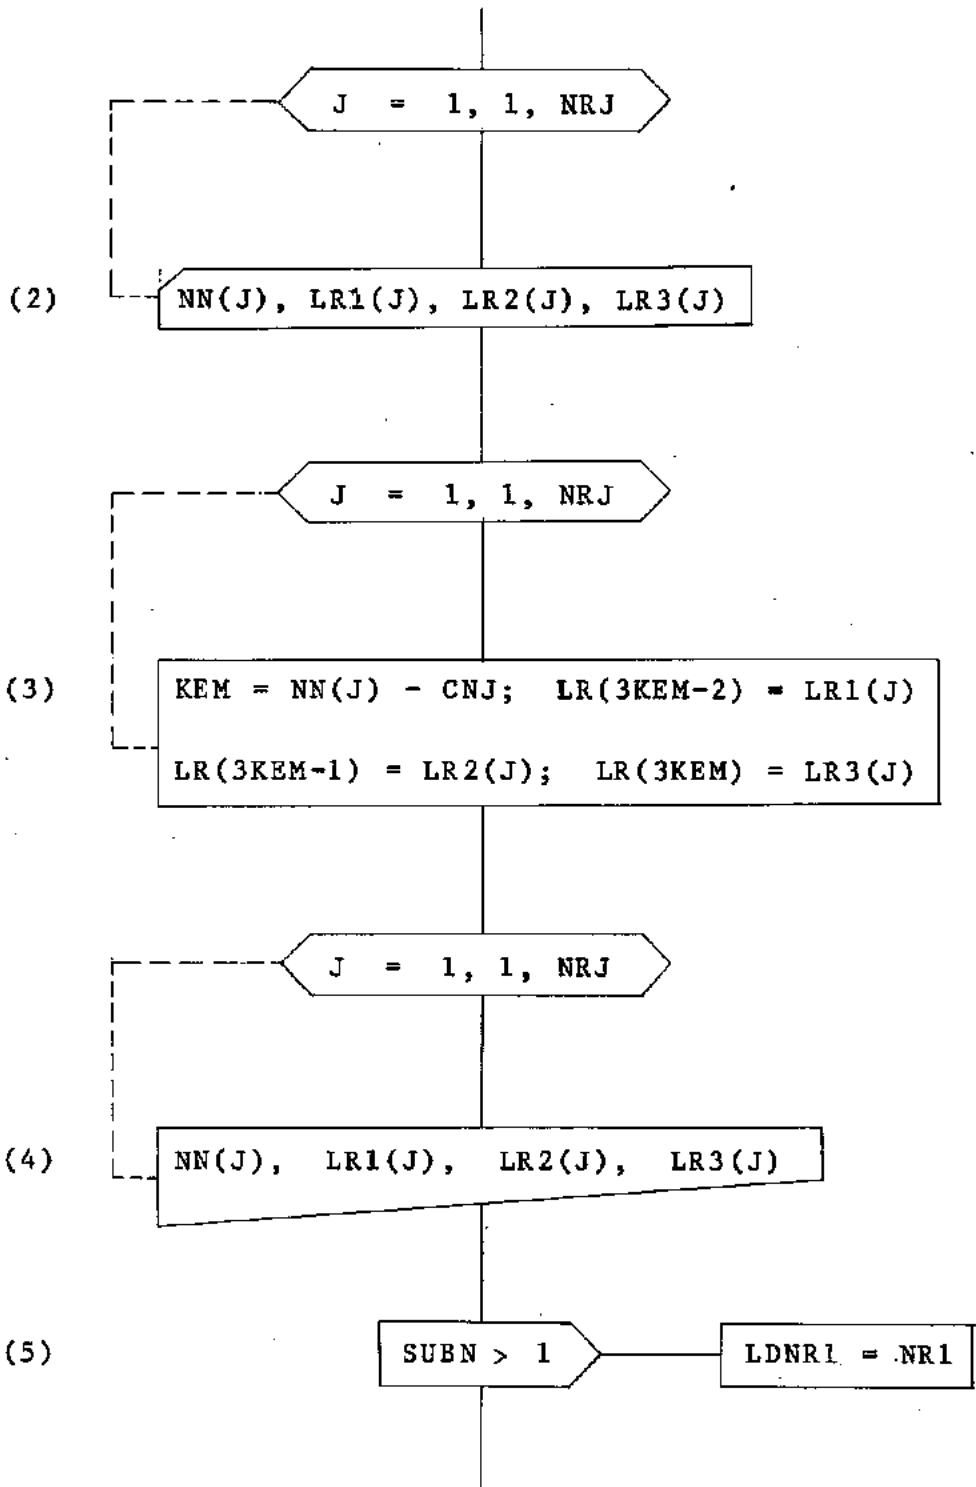 J = 1, 1, NRJ
(2) NN(J), LR1(J), LR2(J), LR3(J)
J = 1, 1, NRJ
(3) KEM = NN(J) - CNJ; LR(3KEM-2) = LR1(J)
LR(3KEM-1) = LR2(J); LR(3KEM) = LR3(J)
J = 1, 1, NRJ
(4) NN(J), LR1(J), LR2(J), LR3(J)
(5) SUBN > 1 LDNR1 = NR1